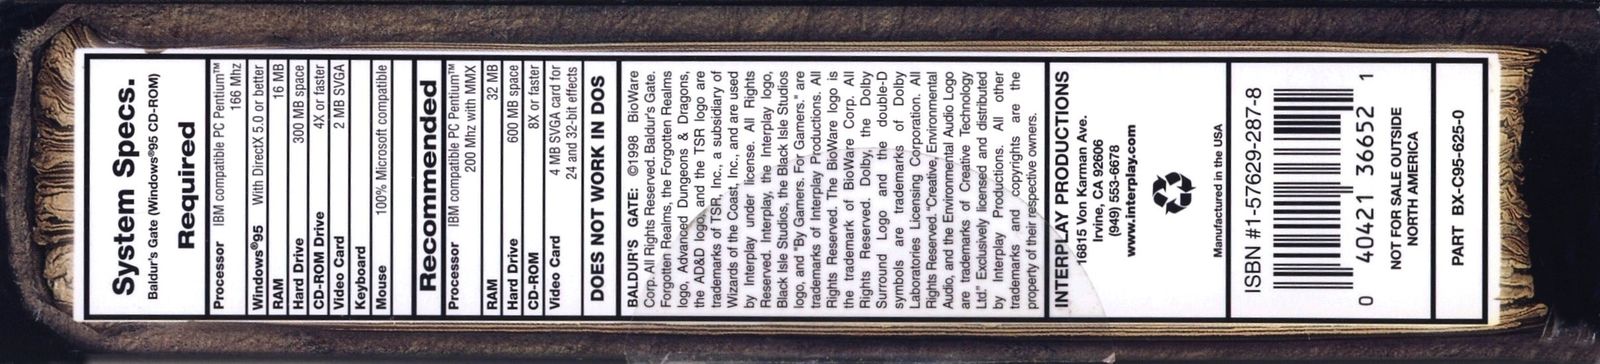 System Specs.
Baldur's Gate (Windows®95 CD-ROM)
Required
Processor IBM compatible PC Pentium™
166 Mhz
Windows®95 With DirectX 5.0 or better
RAM 16 MB
Hard Drive 300 MB space
CD-ROM Drive 4X or faster
Video Card 2 MB SVGA
Keyboard
Mouse 100% Microsoft compatible
Recommended
Processor IBM compatible PC Pentium™
200 Mhz with MMX
RAM 32 MB
Hard Drive 600 MB space
CD-ROM 8X or faster
Video Card 4 MB SVGA card for
24 and 32-bit effects
DOES NOT WORK IN DOS
BALDUR'S GATE: ©1998 BioWare
Corp. All Rights Reserved. Baldur's Gate.
Forgotten Realms, the Forgotten Realms
logo, Advanced Dungeons & Dragons,
the AD&D logo, and the TSR logo are
trademarks of TSR, Inc., a subsidiary of
Wizards of the Coast, Inc., and are used
by Interplay under license. All Rights
Reserved. Interplay, the Interplay logo,
Black Isle Studios, the Black Isle Studios
logo, and "By Gamers. For Gamers." are
trademarks of Interplay Productions. All
Rights Reserved. The BioWare logo is
the trademark of BioWare Corp. All
Rights Reserved. Dolby, the Dolby
Surround Logo and the double-D
symbols are trademarks of Dolby
Laboratories Licensing Corporation. All
Rights Reserved. "Creative, Environmental
Audio, and the Environmental Audio Logo
are trademarks of Creative Technology
Ltd." Exclusively licensed and distributed
by Interplay Productions. All other
trademarks and copyrights are the
property of their respective owners.
INTERPLAY PRODUCTIONS
16815 Von Karman Ave.
Irvine, CA 92606
(949) 553-6678
www.interplay.com
Manufactured in the USA
ISBN #1-57629-287-8
0 40421 36652 1
NOT FOR SALE OUTSIDE
NORTH AMERICA
PART BX-C95-625-0